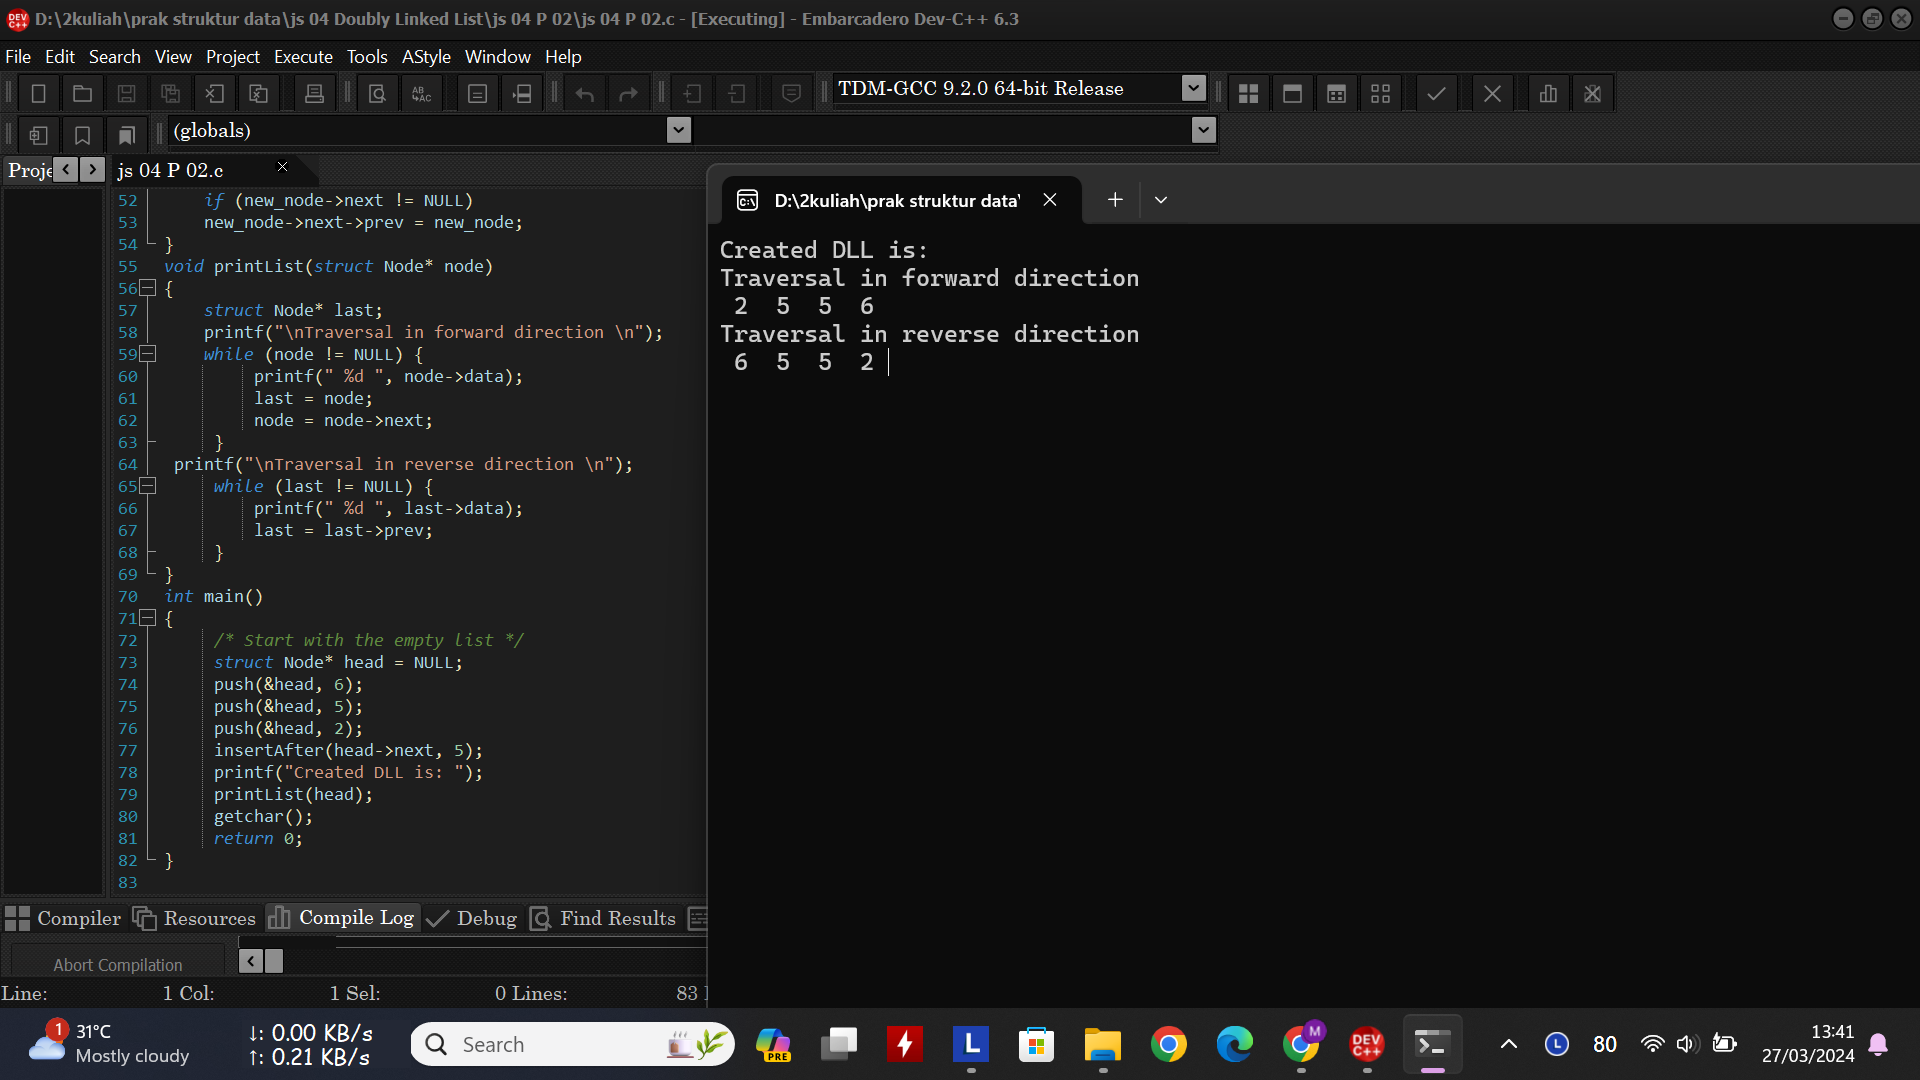 D:\2kuliah\prak struktur data\js 04 Doubly Linked List\js 04 P 02\js 04 P 02.c - [Executing] - Embarcadero Dev-C++ 6.3
File Edit Search View Project Execute Tools AStyle Window Help
TDM-GCC 9.2.0 64-bit Release
(globals)
Proje js 04 P 02.c
52 if (new_node->next != NULL)
53 new_node->next->prev = new_node;
54 }
55 void printList(struct Node* node)
56 {
57 struct Node* last;
58 printf("\nTraversal in forward direction \n");
59 while (node != NULL) {
60 printf(" %d ", node->data);
61 last = node;
62 node = node->next;
63 }
64 printf("\nTraversal in reverse direction \n");
65 while (last != NULL) {
66 printf(" %d ", last->data);
67 last = last->prev;
68 }
69 }
70 int main()
71 {
72 /* Start with the empty list */
73 struct Node* head = NULL;
74 push(&head, 6);
75 push(&head, 5);
76 push(&head, 2);
77 insertAfter(head->next, 5);
78 printf("Created DLL is: ");
79 printList(head);
80 getchar();
81 return 0;
82 }
83
D:\2kuliah\prak struktur data\
Created DLL is:
Traversal in forward direction
2 5 5 6
Traversal in reverse direction
6 5 5 2
Compiler Resources Compile Log Debug Find Results
Abort Compilation
Line: 1 Col: 1 Sel: 0 Lines: 83
1 31°C
Mostly cloudy
↓: 0.00 KB/s
↑: 0.21 KB/s
Search
PRE
L
M
DEV C++
L
80
13:41
27/03/2024